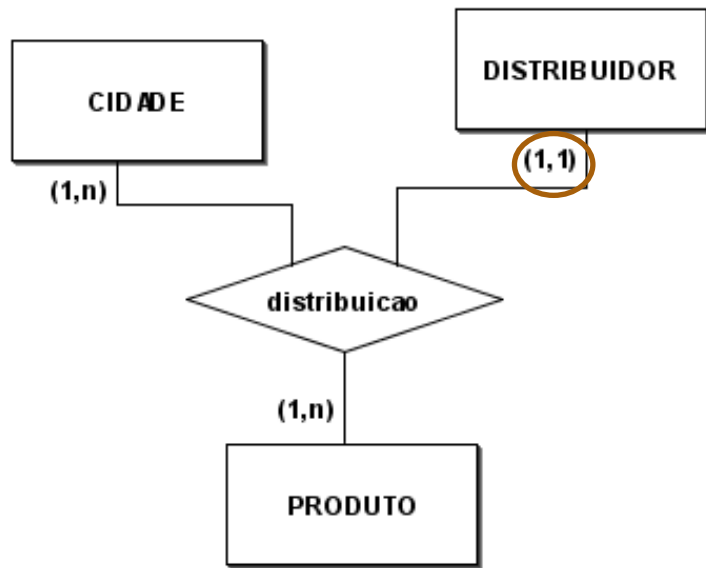 CIDADE
DISTRIBUIDOR
(1,1)
(1,n)
distribuicao
(1,n)
PRODUTO